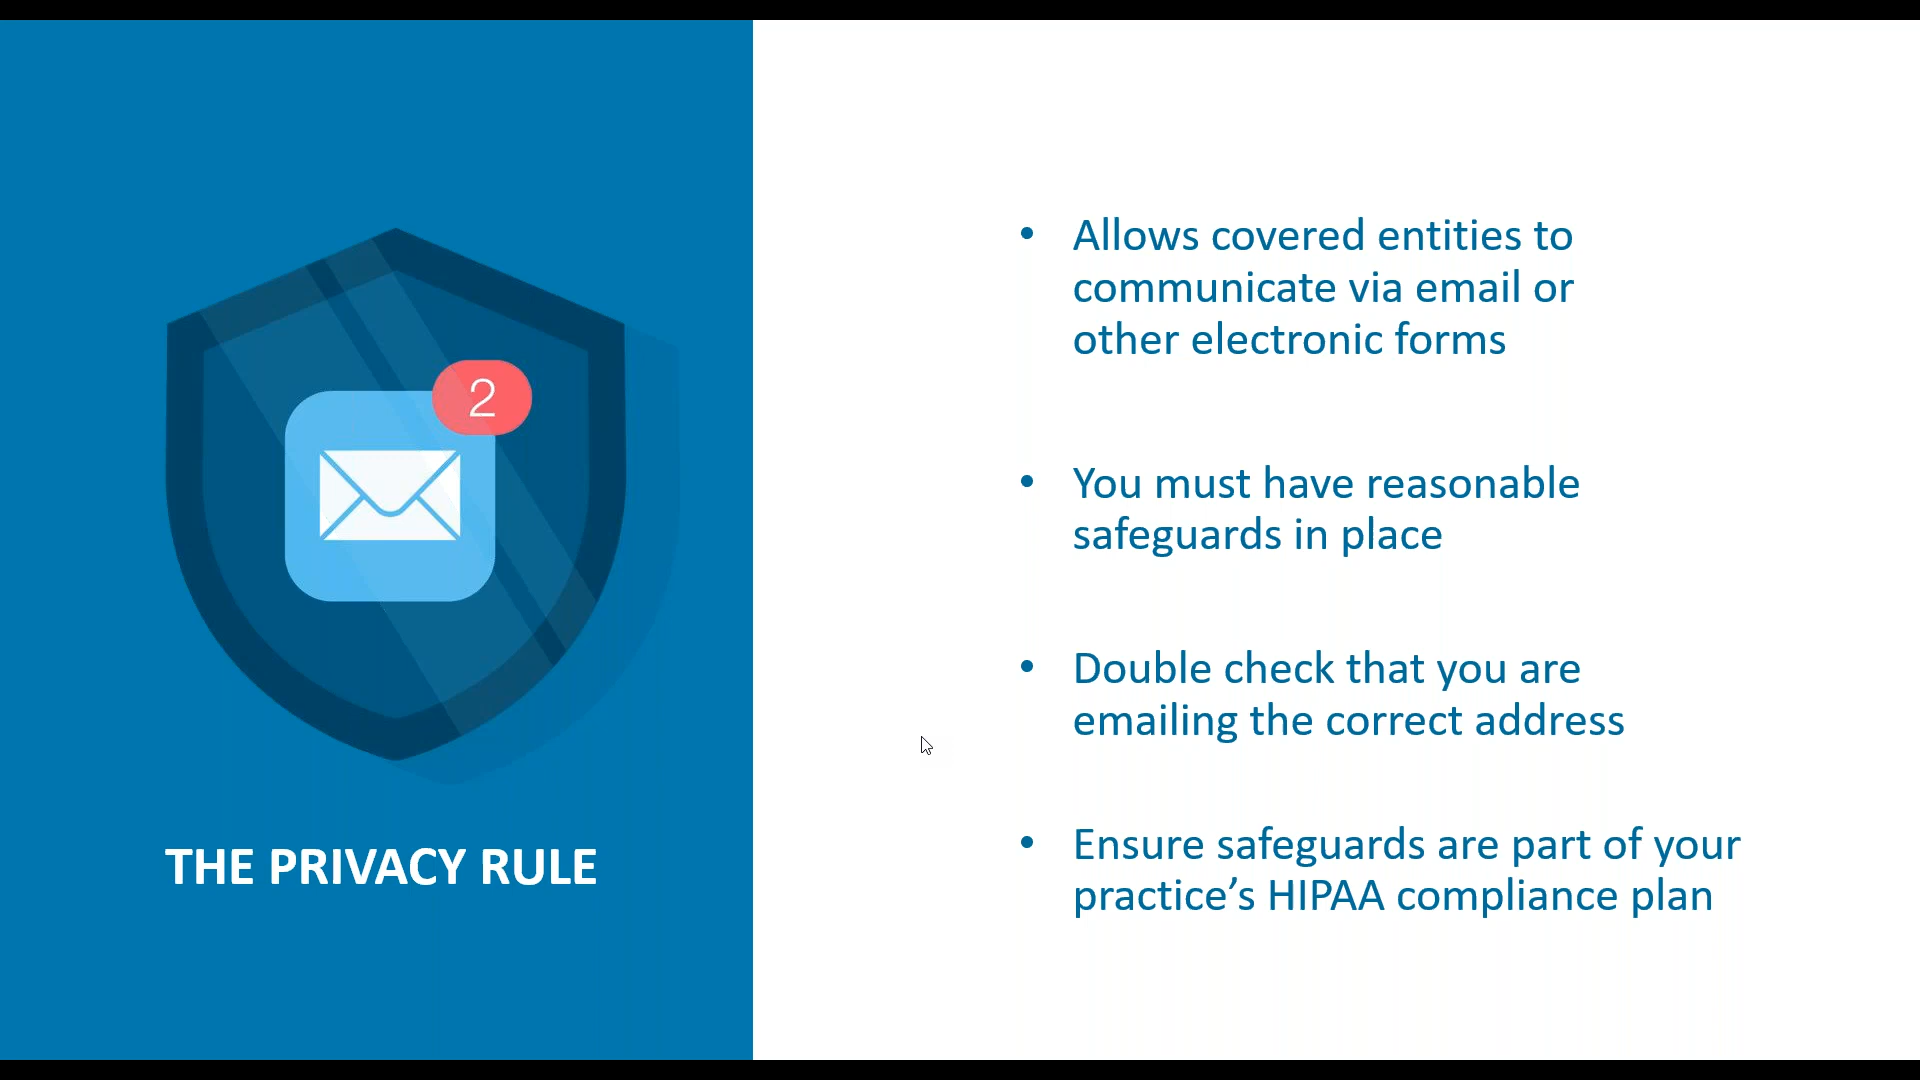 2
THE PRIVACY RULE
• Allows covered entities to
communicate via email or
other electronic forms
• You must have reasonable
safeguards in place
• Double check that you are
emailing the correct address
• Ensure safeguards are part of your
practice’s HIPAA compliance plan